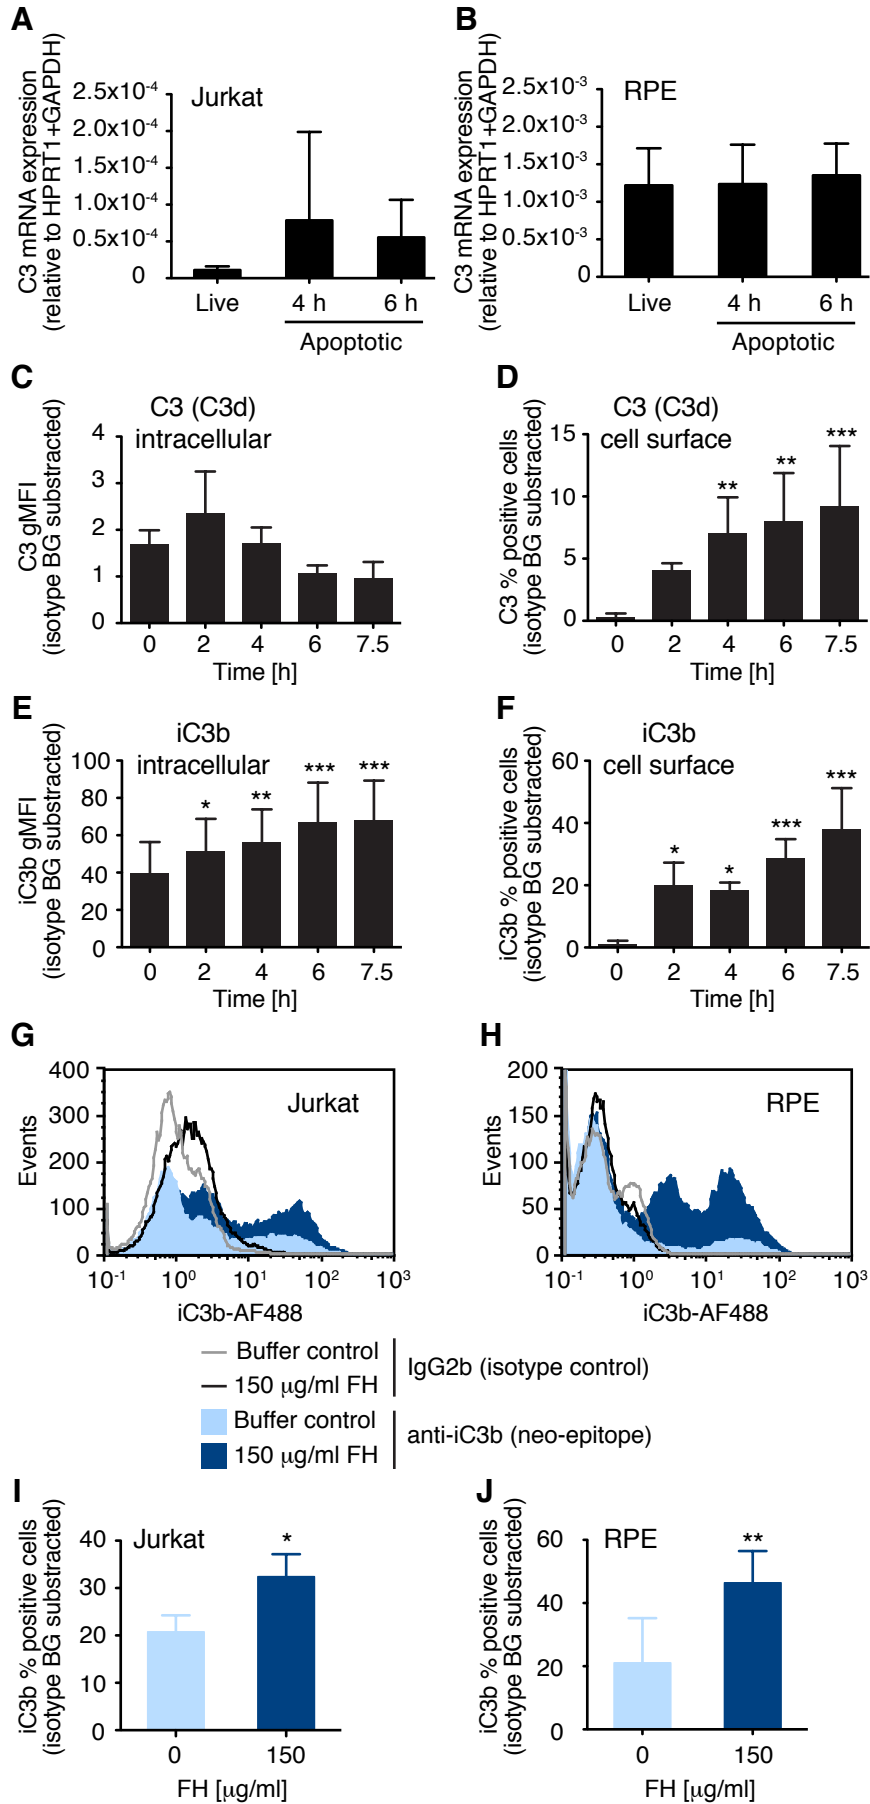 A
C3 mRNA expression
(relative to HPRT1+GAPDH)
Jurkat
2.5x10-4
2.0x10-4
1.5x10-4
1.0x10-4
0.5x10-4
0
Live
4 h
6 h
Apoptotic
B
C3 mRNA expression
(relative to HPRT1+GAPDH)
RPE
2.5x10-3
2.0x10-3
1.5x10-3
1.0x10-3
0.5x10-3
0
Live
4 h
6 h
Apoptotic
C
C3 (C3d)
intracellular
C3 gMFI
(isotype BG substracted)
4
3
2
1
0
0 2 4 6 7.5
Time [h]
D
C3 (C3d)
cell surface
C3 % positive cells
(isotype BG substracted)
15
10
5
0
** ** ***
0 2 4 6 7.5
Time [h]
E
iC3b
intracellular
iC3b gMFI
(isotype BG substracted)
100
80
60
40
20
0
* ** *** ***
0 2 4 6 7.5
Time [h]
F
iC3b
cell surface
iC3b % positive cells
(isotype BG substracted)
60
40
20
0
* * *** ***
0 2 4 6 7.5
Time [h]
G
Jurkat
Events
400
300
200
100
0
10-1 100 101 102 103
iC3b-AF488
H
RPE
Events
200
150
100
50
0
10-1 100 101 102 103
iC3b-AF488
Buffer control
150 µg/ml FH
IgG2b (isotype control)
Buffer control
150 µg/ml FH
anti-iC3b (neo-epitope)
I
Jurkat
iC3b % positive cells
(isotype BG substracted)
40
30
20
10
0
*
0 150
FH [µg/ml]
J
RPE
iC3b % positive cells
(isotype BG substracted)
60
40
20
0
**
0 150
FH [µg/ml]